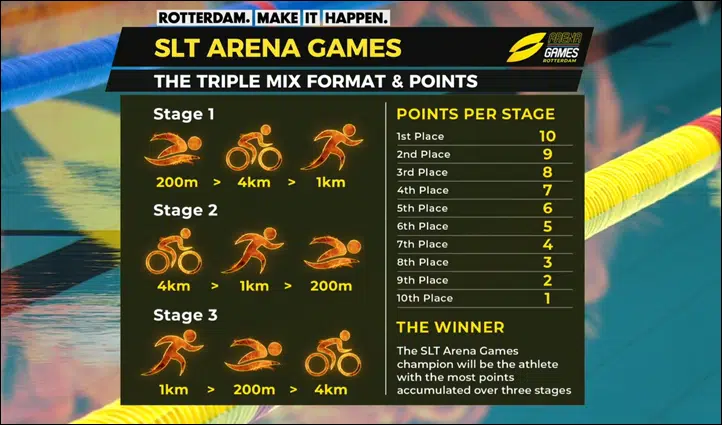 ROTTERDAM. MAKE IT HAPPEN.
SLT ARENA GAMES
ARENA
GAMES
ROTTERDAM
THE TRIPLE MIX FORMAT & POINTS
Stage 1
200m > 4km > 1km
Stage 2
4km > 1km > 200m
Stage 3
1km > 200m > 4km
POINTS PER STAGE
1st Place 10
2nd Place 9
3rd Place 8
4th Place 7
5th Place 6
6th Place 5
7th Place 4
8th Place 3
9th Place 2
10th Place 1
THE WINNER
The SLT Arena Games
champion will be the athlete
with the most points
accumulated over three stages